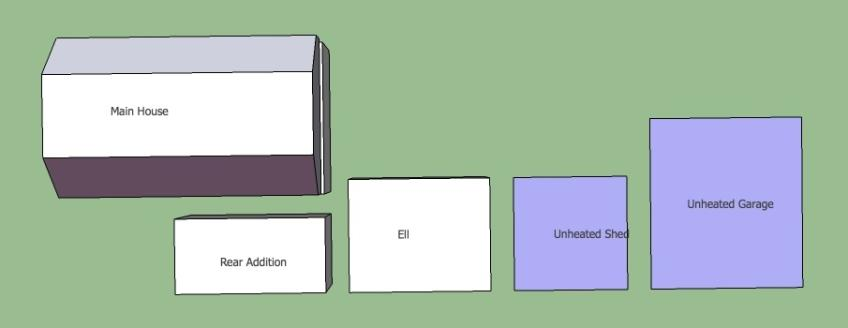 Main House
Rear Addition
Ell
Unheated Shed
Unheated Garage